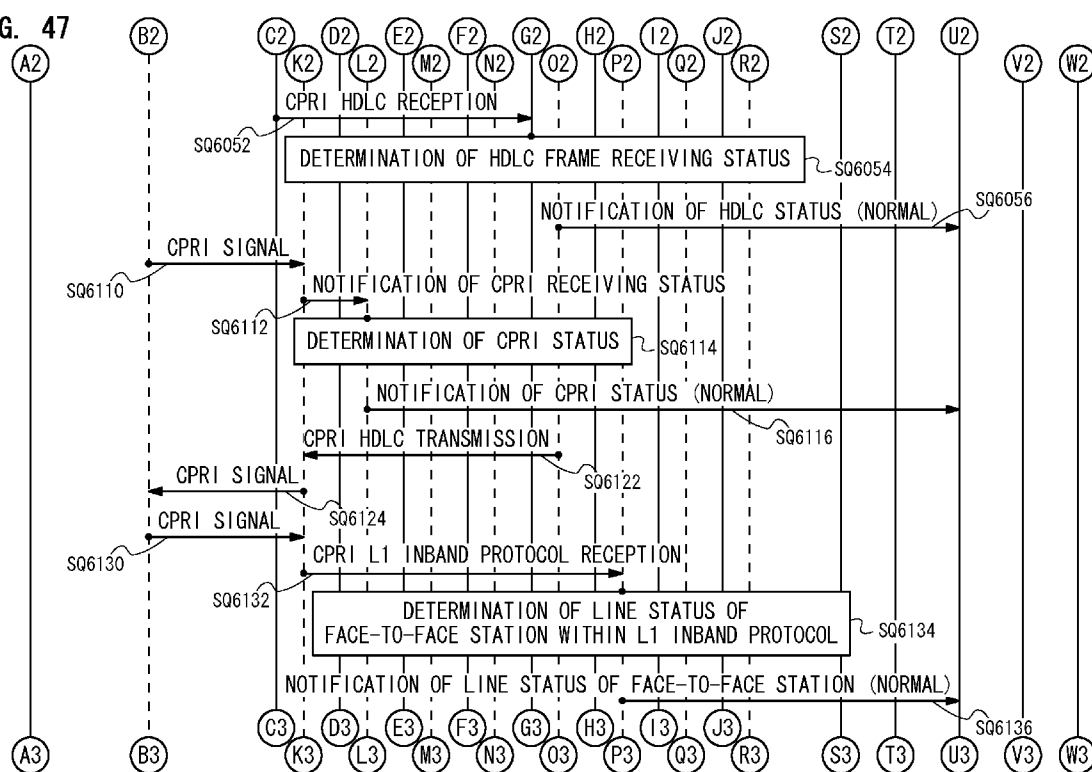 G. 47
A2
B2
C2
K2
D2
L2
E2
M2
F2
N2
G2
O2
H2
P2
I2
Q2
J2
R2
S2
T2
U2
V2
W2
CPRI HDLC RECEPTION
SQ6052
DETERMINATION OF HDLC FRAME RECEIVING STATUS
SQ6054
NOTIFICATION OF HDLC STATUS (NORMAL)
SQ6056
CPRI SIGNAL
SQ6110
NOTIFICATION OF CPRI RECEIVING STATUS
SQ6112
DETERMINATION OF CPRI STATUS
SQ6114
NOTIFICATION OF CPRI STATUS (NORMAL)
SQ6116
CPRI HDLC TRANSMISSION
SQ6122
CPRI SIGNAL
SQ6124
CPRI SIGNAL
SQ6130
CPRI L1 INBAND PROTOCOL RECEPTION
SQ6132
DETERMINATION OF LINE STATUS OF
FACE-TO-FACE STATION WITHIN L1 INBAND PROTOCOL
SQ6134
NOTIFICATION OF LINE STATUS OF FACE-TO-FACE STATION (NORMAL)
SQ6136
A3
B3
C3
K3
D3
L3
E3
M3
F3
N3
G3
O3
H3
P3
I3
Q3
J3
R3
S3
T3
U3
V3
W3